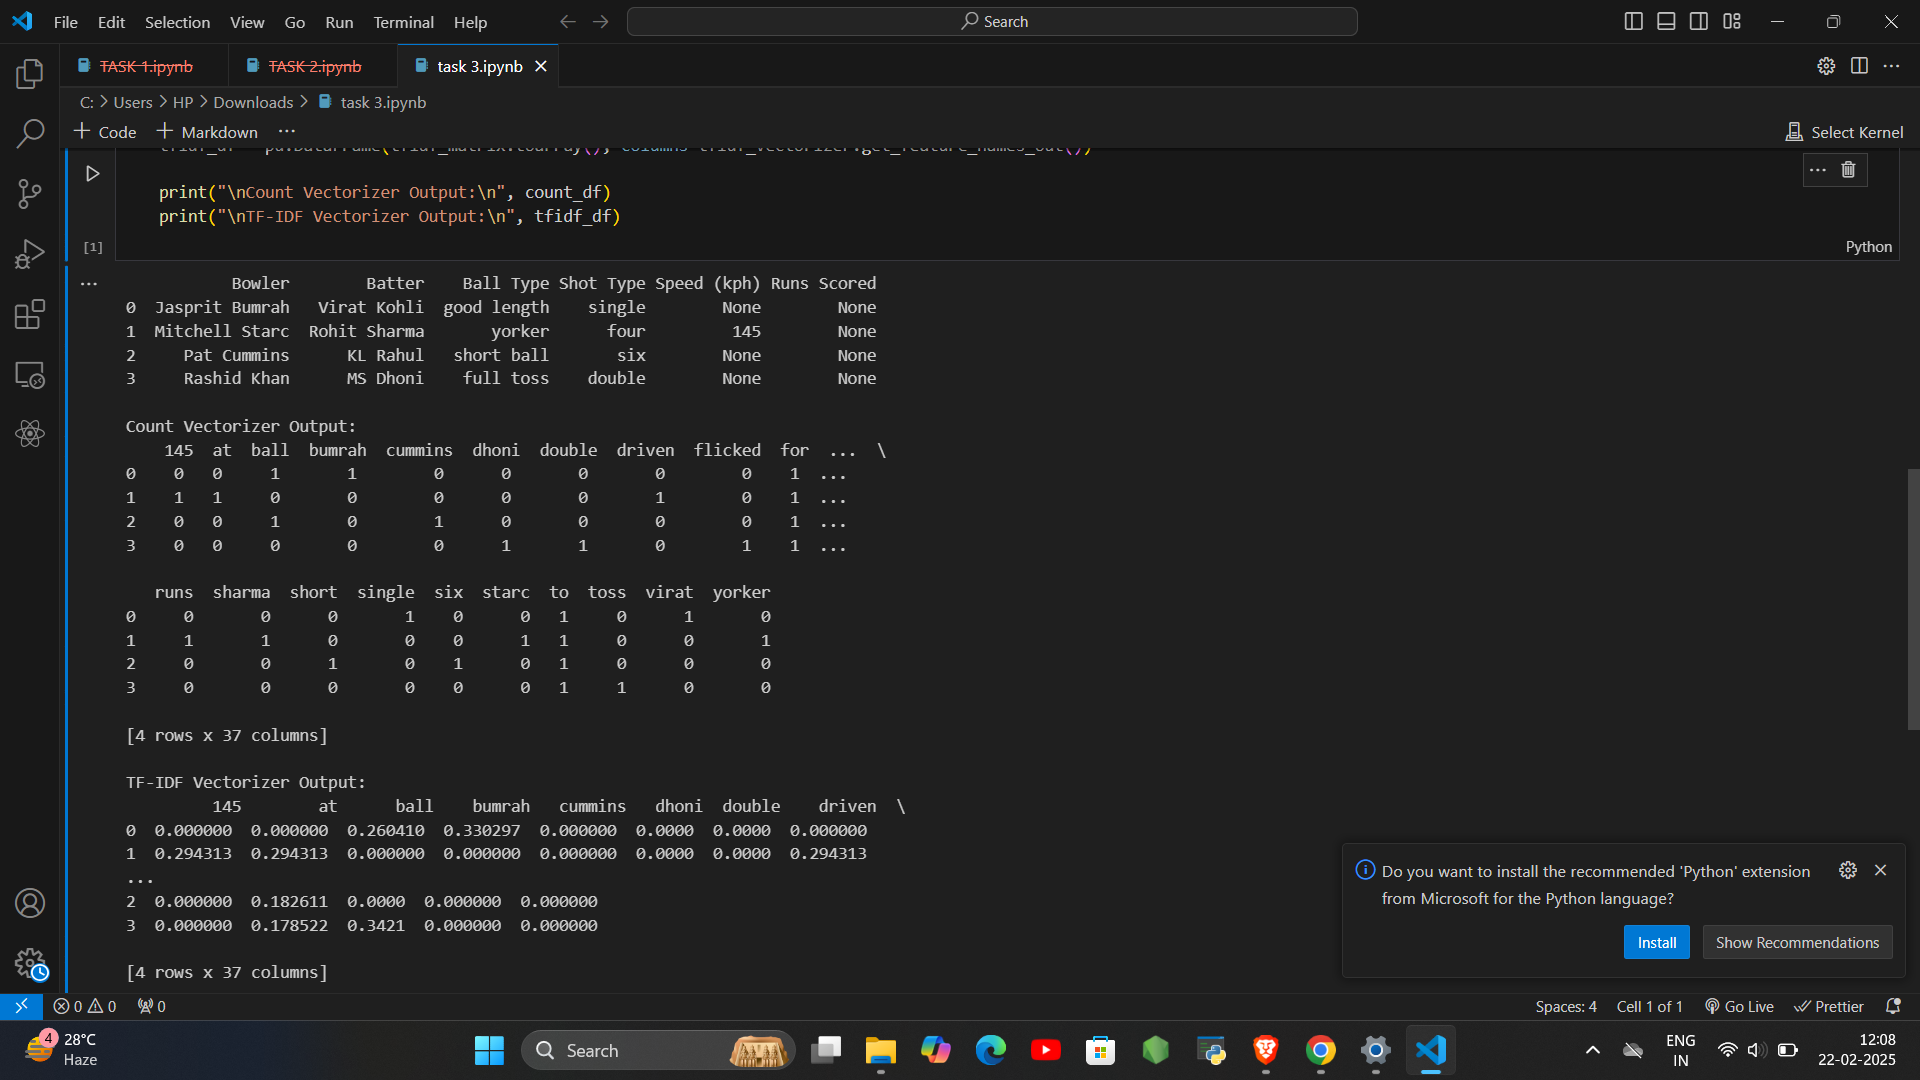 File Edit Selection View Go Run Terminal Help
Search
TASK 1.ipynb
TASK 2.ipynb
task 3.ipynb
C: > Users > HP > Downloads > task 3.ipynb
+ Code + Markdown ...
Select Kernel
tfidf_df = pd.DataFrame(tfidf_matrix.toarray(), columns=tfidf_vectorizer.get_feature_names_out())
print("\nCount Vectorizer Output:\n", count_df)
print("\nTF-IDF Vectorizer Output:\n", tfidf_df)
[1]
Python
Bowler Batter Ball Type Shot Type Speed (kph) Runs Scored
0 Jasprit Bumrah Virat Kohli good length single None None
1 Mitchell Starc Rohit Sharma yorker four 145 None
2 Pat Cummins KL Rahul short ball six None None
3 Rashid Khan MS Dhoni full toss double None None
Count Vectorizer Output:
145 at ball bumrah cummins dhoni double driven flicked for ... \
0 0 0 1 1 0 0 0 0 0 1 ...
1 1 1 0 0 0 0 0 1 0 1 ...
2 0 0 1 0 1 0 0 0 0 1 ...
3 0 0 0 0 0 1 1 0 1 1 ...
runs sharma short single six starc to toss virat yorker
0 0 0 0 1 0 0 1 0 1 0
1 1 1 0 0 0 1 1 0 0 1
2 0 0 1 0 1 0 1 0 0 0
3 0 0 0 0 0 0 1 1 0 0
[4 rows x 37 columns]
TF-IDF Vectorizer Output:
145 at ball bumrah cummins dhoni double driven \
0 0.000000 0.000000 0.260410 0.330297 0.000000 0.0000 0.0000 0.000000
1 0.294313 0.294313 0.000000 0.000000 0.000000 0.0000 0.0000 0.294313
...
2 0.000000 0.182611 0.0000 0.000000 0.000000
3 0.000000 0.178522 0.3421 0.000000 0.000000
[4 rows x 37 columns]
Do you want to install the recommended 'Python' extension
from Microsoft for the Python language?
Install
Show Recommendations
0 0 0
Spaces: 4 Cell 1 of 1 Go Live Prettier
4
28°C
Haze
Search
ENG
IN
12:08
22-02-2025